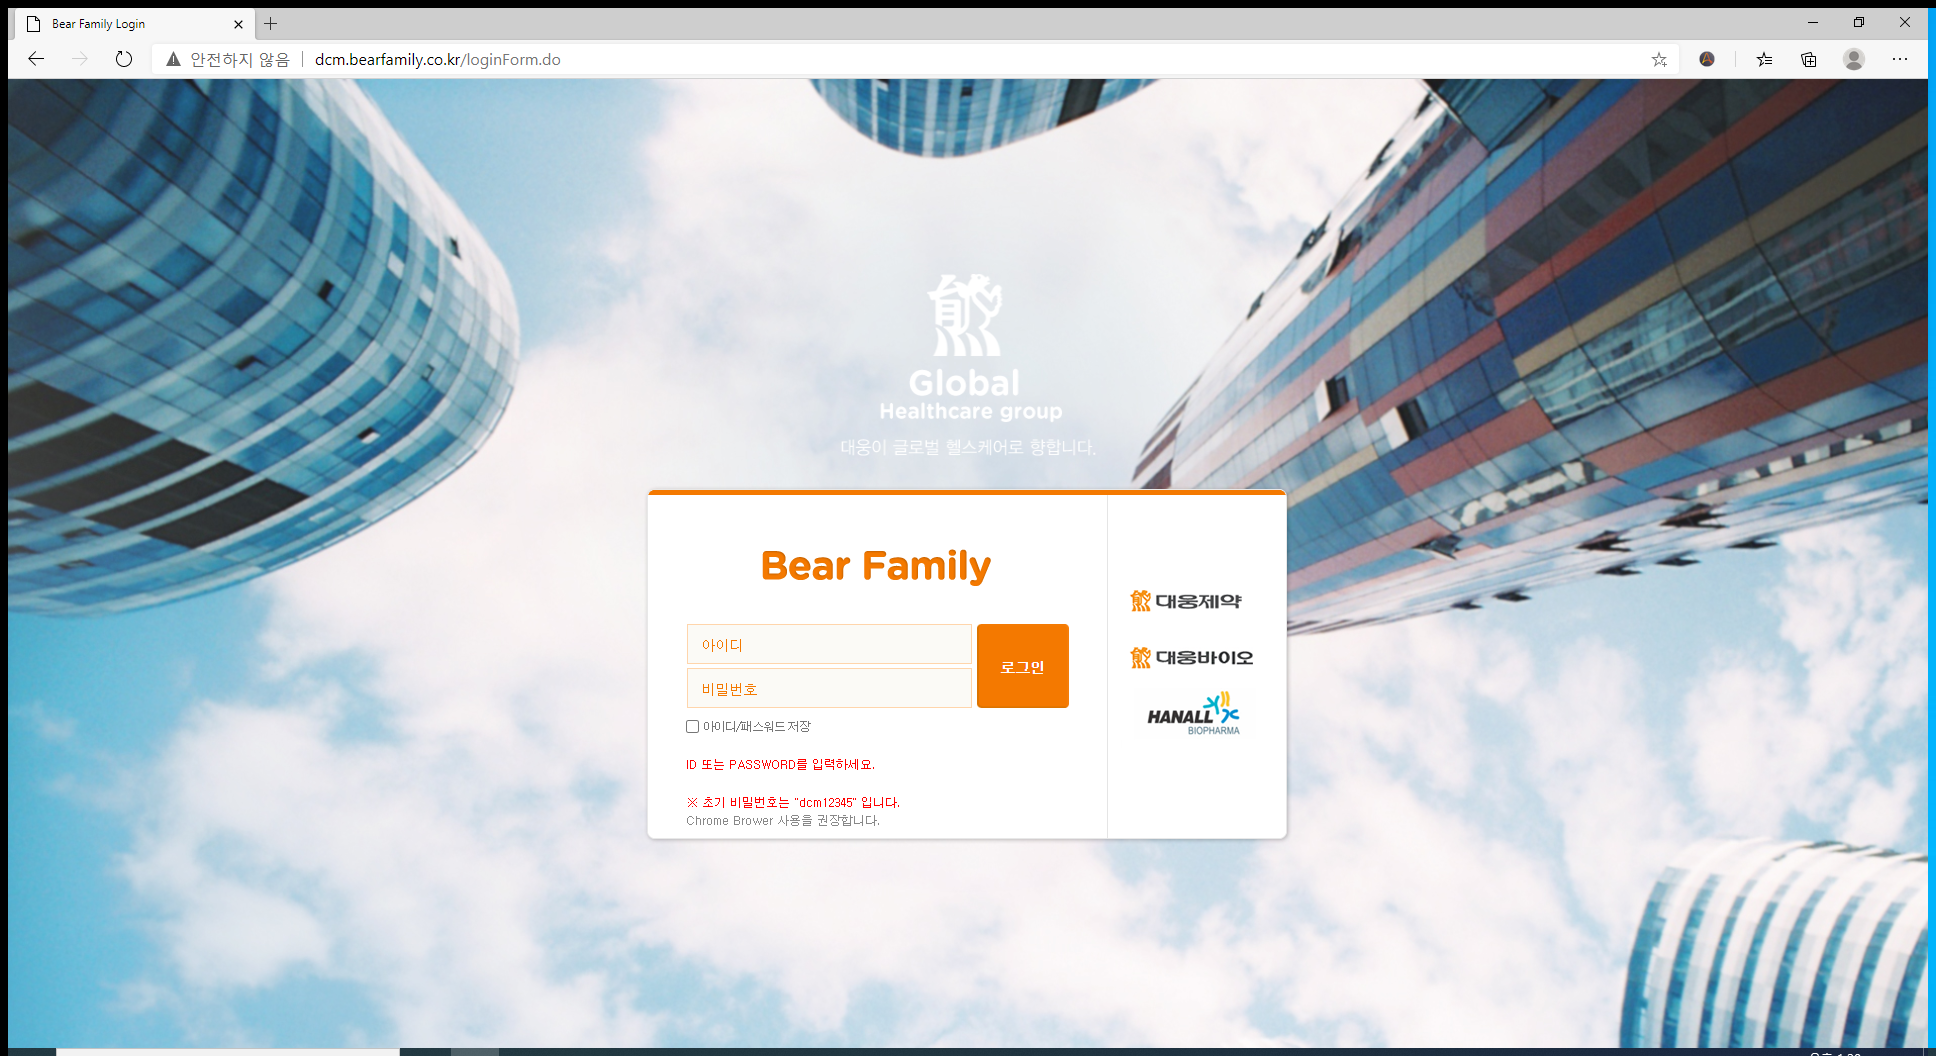 Bear Family Login
안전하지 않음 | dcm.bearfamily.co.kr/loginForm.do
Global
Healthcare group
대웅이 글로벌 헬스케어로 향합니다.
Bear Family
아이디
비밀번호
로그인
아이디/패스워드 저장
ID 또는 PASSWORD를 입력하세요.
※ 초기 비밀번호는 "dcm12345" 입니다.
Chrome Brower 사용을 권장합니다.
대웅제약
대웅바이오
HANALL
BIOPHARMA